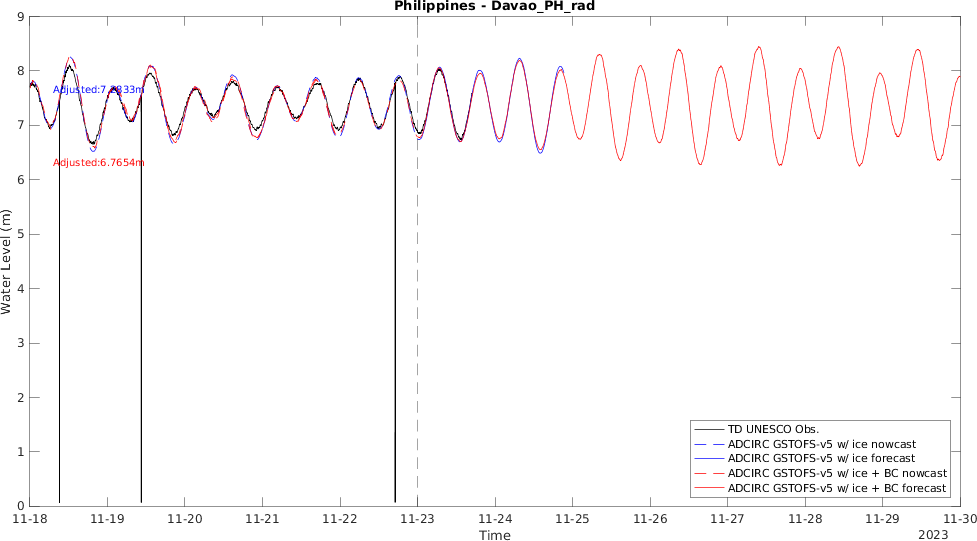 Philippines - Davao_PH_rad
9
8
7
6
5
4
3
2
1
0
Water Level (m)
Adjusted:6.7654m
TD UNESCO Obs.
ADCIRC GSTOFS-v5 w/ ice nowcast
ADCIRC GSTOFS-v5 w/ ice forecast
ADCIRC GSTOFS-v5 w/ ice + BC nowcast
ADCIRC GSTOFS-v5 w/ ice + BC forecast
11-18 11-19 11-20 11-21 11-22 11-23 11-24 11-25 11-26 11-27 11-28 11-29 11-30
Time
2023